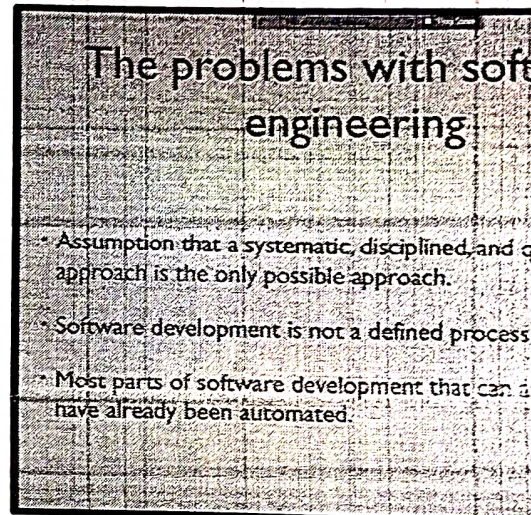 The problems with soft
engineering
Assumption that a systematic, disciplined, and
approach is the only possible approach.
Software development is not a defined process
Most parts of software development that can
have already been automated.